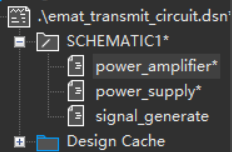 .\emat_transmit_circuit.dsn*
SCHEMATIC1*
power_amplifier*
power_supply*
signal_generate
Design Cache